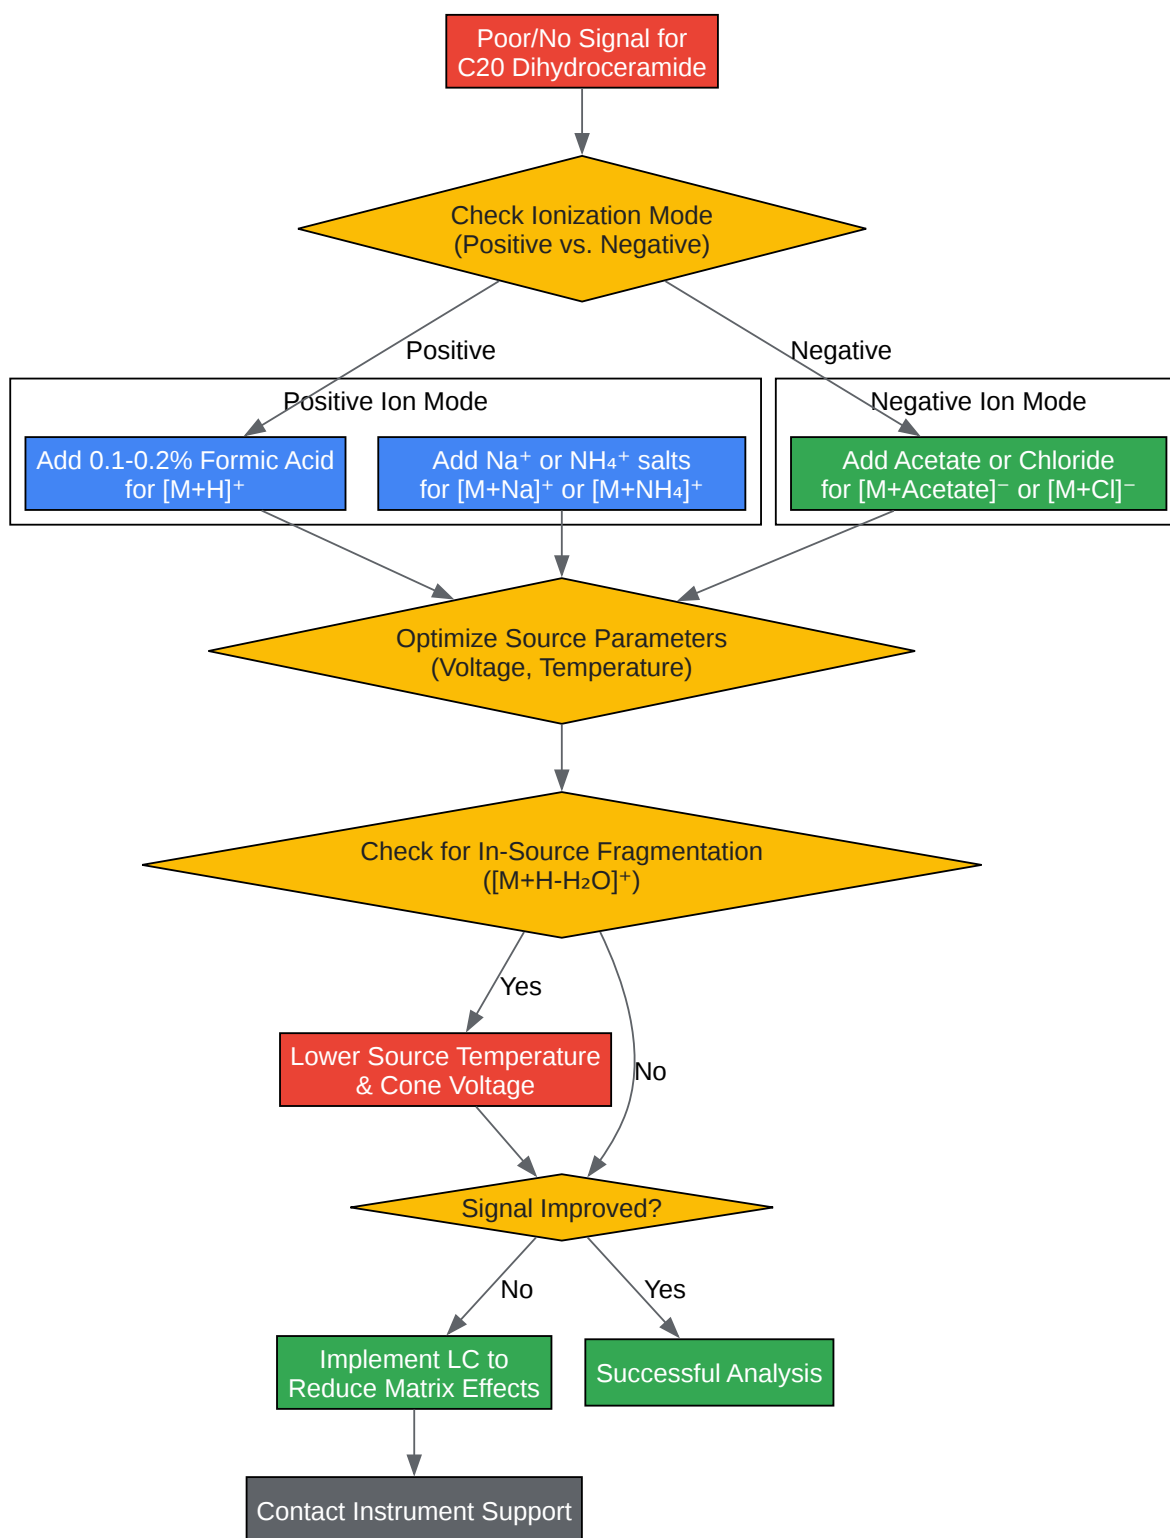 Poor/No Signal for
C20 Dihydroceramide
Check Ionization Mode
(Positive vs. Negative)
Positive
Negative
Positive Ion Mode
Negative Ion Mode
Add 0.1-0.2% Formic Acid
for [M+H]⁺
Add Na⁺ or NH₄⁺ salts
for [M+Na]⁺ or [M+NH₄]⁺
Add Acetate or Chloride
for [M+Acetate]⁻ or [M+Cl]⁻
Optimize Source Parameters
(Voltage, Temperature)
Check for In-Source Fragmentation
([M+H-H₂O]⁺)
Yes
Lower Source Temperature
& Cone Voltage
No
Signal Improved?
No
Yes
Implement LC to
Reduce Matrix Effects
Successful Analysis
Contact Instrument Support